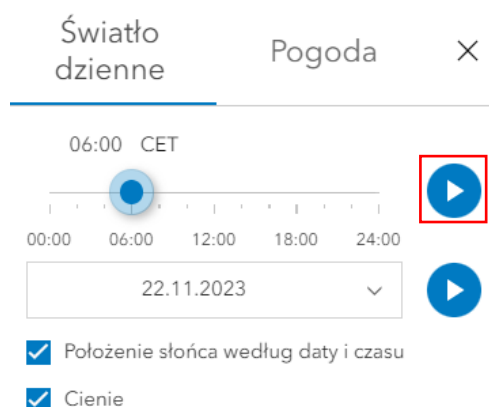 Światło
dzienne
Pogoda
06:00 CET
00:00 06:00 12:00 18:00 24:00
22.11.2023
Położenie słońca według daty i czasu
Cienie